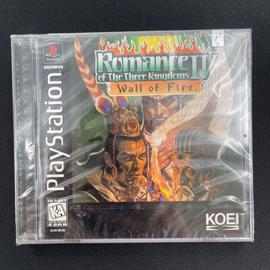 PlayStation
Romance IV
of The Three Kingdoms
Wall of Fire
KOEI